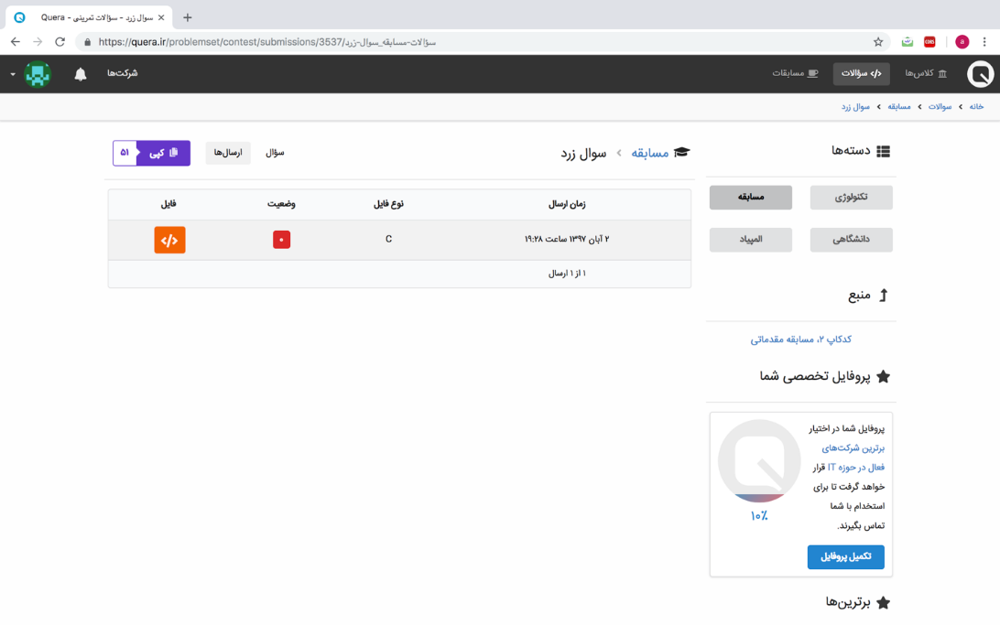 سوال زرد - سؤالات تمرینی - Quera
https://quera.ir/problemset/contest/submissions/3537/سؤالات-مسابقه_سوال-زرد
ABP
a
کلاس‌ها
سؤالات
مسابقات
شرکت‌ها
خانه
سوالات
مسابقه
سوال زرد
دسته‌ها
تکنولوژی
مسابقه
دانشگاهی
المپیاد
منبع
کدکاپ ۲، مسابقه مقدماتی
پروفایل تخصصی شما
پروفایل شما در اختیار
برترین شرکت‌های
فعال در حوزه IT قرار
خواهد گرفت تا برای
استخدام با شما
تماس بگیرند.
۱۰٪
تکمیل پروفایل
برترین‌ها
مسابقه › سوال زرد
سؤال
ارسال‌ها
کپی
۵۱
زمان ارسال	نوع فایل	وضعیت	فایل
۲ آبان ۱۳۹۷ ساعت ۱۹:۲۸	C	۰
۱ از ۱ ارسال